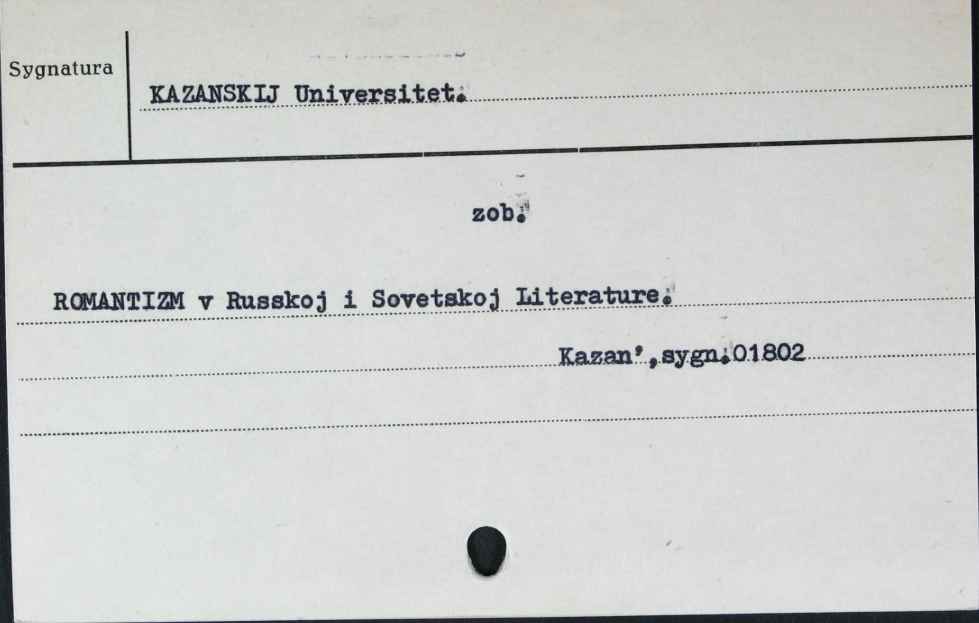 Sygnatura
KAZANSKIJ Universitet.
zob.
ROMANTIZM v Russkoj i Sovetskoj Literature.
Kazan',sygn.01802